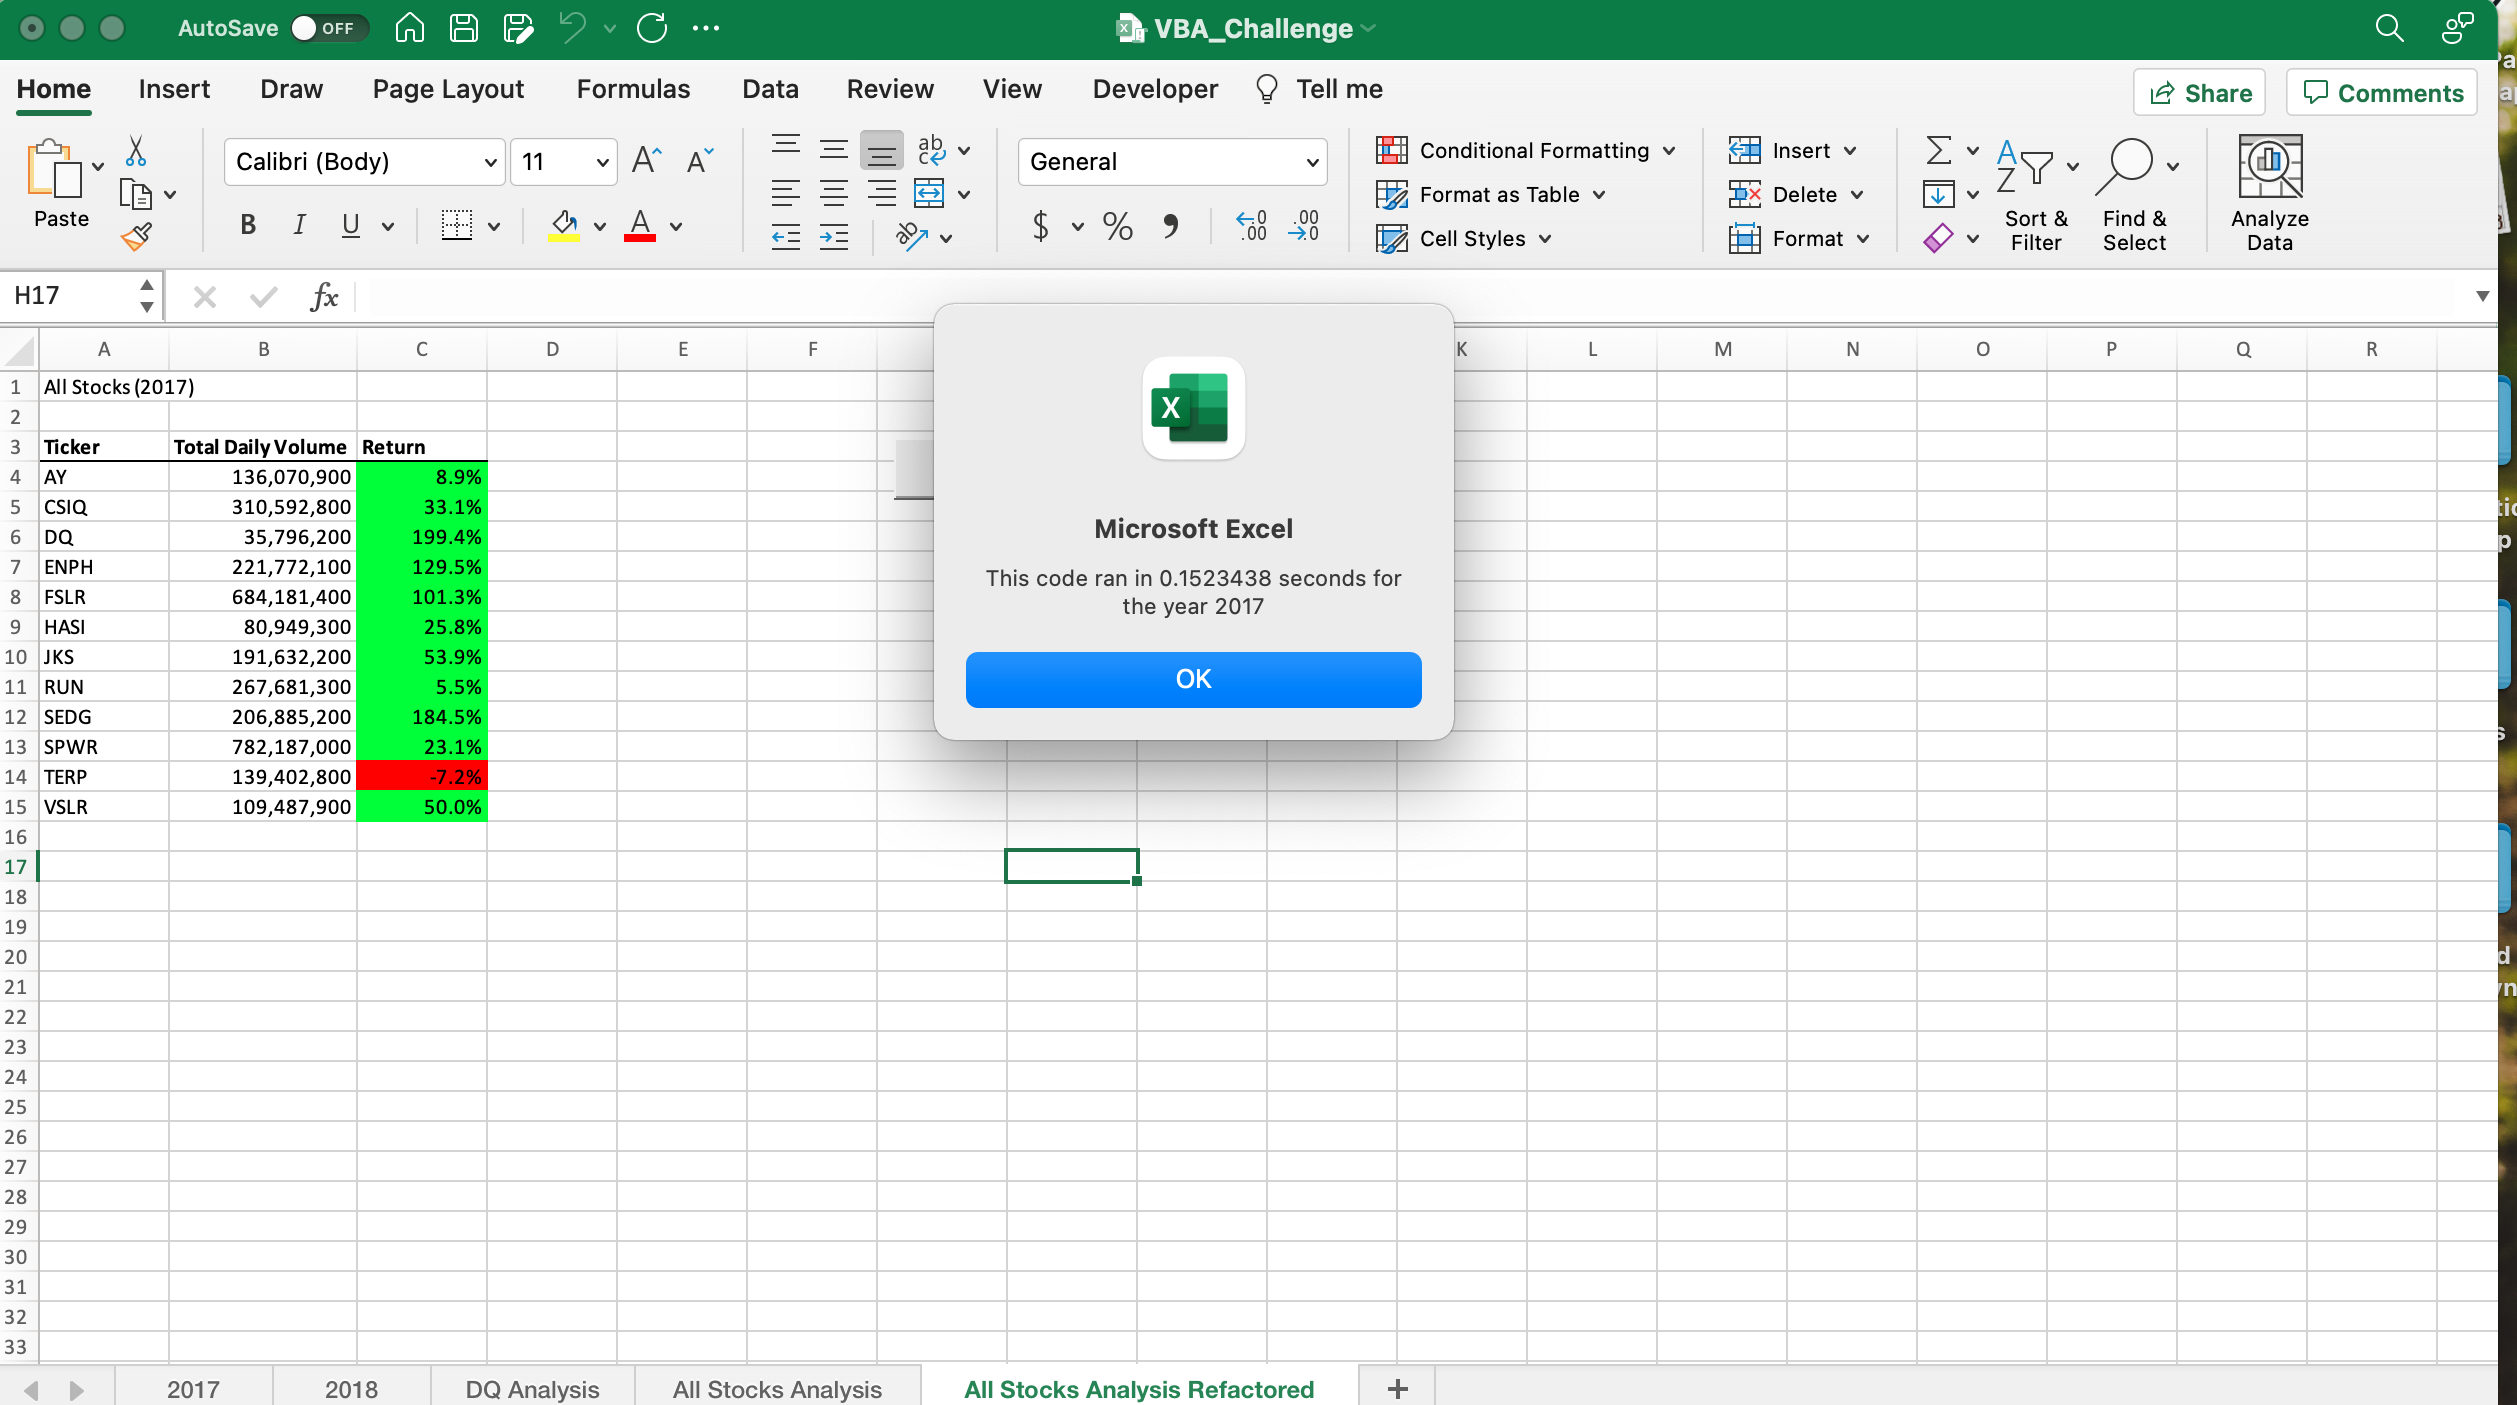 AutoSave OFF VBA_Challenge
Home Insert Draw Page Layout Formulas Data Review View Developer Tell me Share Comments
Paste
Calibri (Body) 11
B I U
ab
General
$ % 9 .00 .00
Conditional Formatting
Format as Table
Cell Styles
Insert
Delete
Format
Sort &
Filter
Find &
Select
Analyze
Data
H17 fx
A B C D E F K L M N O P Q R
1 All Stocks (2017)
2
3 Ticker Total Daily Volume Return
4 AY 136,070,900 8.9%
5 CSIQ 310,592,800 33.1%
6 DQ 35,796,200 199.4%
7 ENPH 221,772,100 129.5%
8 FSLR 684,181,400 101.3%
9 HASI 80,949,300 25.8%
10 JKS 191,632,200 53.9%
11 RUN 267,681,300 5.5%
12 SEDG 206,885,200 184.5%
13 SPWR 782,187,000 23.1%
14 TERP 139,402,800 -7.2%
15 VSLR 109,487,900 50.0%
16
17
18
19
20
21
22
23
24
25
26
27
28
29
30
31
32
33
Microsoft Excel
This code ran in 0.1523438 seconds for
the year 2017
OK
2017 2018 DQ Analysis All Stocks Analysis All Stocks Analysis Refactored +